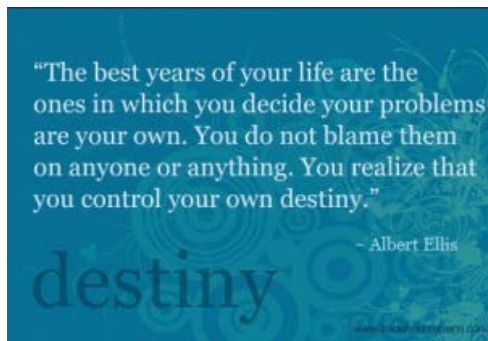 “The best years of your life are the
ones in which you decide your problems
are your own. You do not blame them
on anyone or anything. You realize that
you control your own destiny.”
– Albert Ellis
destiny